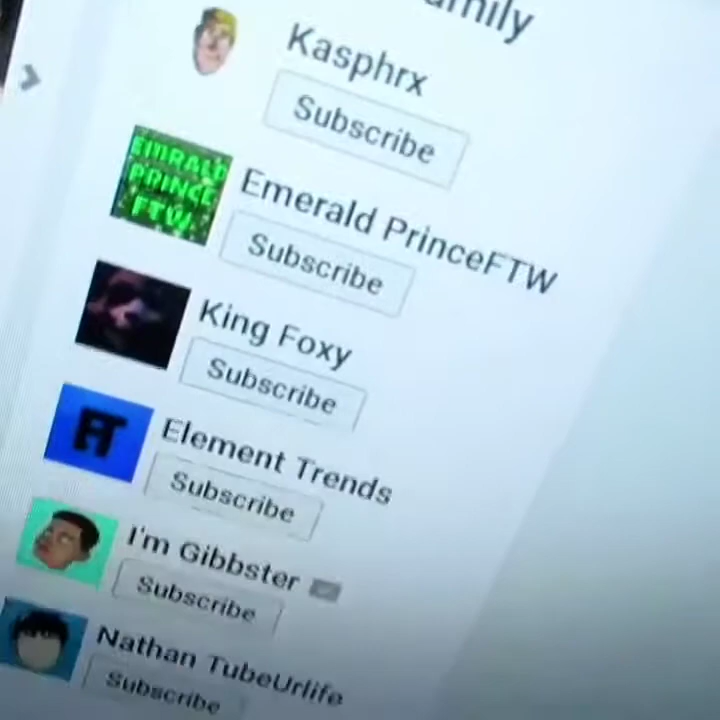 Kasphrx
Subscribe
EMERALD
PRINCE
FTW
Emerald PrinceFTW
Subscribe
King Foxy
Subscribe
Element Trends
Subscribe
I'm Gibbster
Subscribe
Nathan TubeUrlife
Subscribe